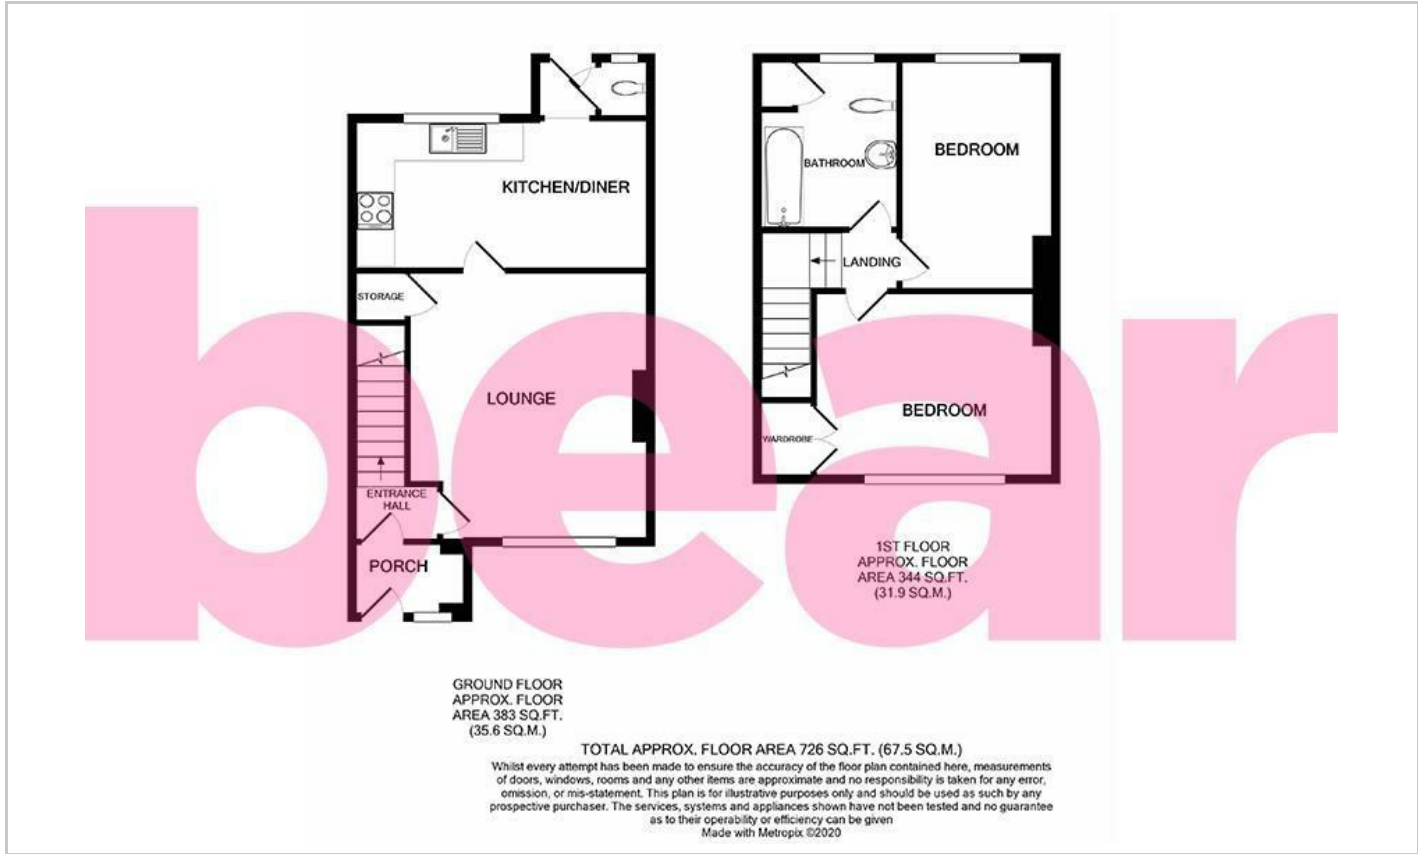 KITCHEN/DINER
STORAGE
LOUNGE
ENTRANCE
HALL
PORCH
BATHROOM
BEDROOM
LANDING
BEDROOM
WARDROBE
bear
GROUND FLOOR
APPROX. FLOOR
AREA 383 SQ.FT.
(35.6 SQ.M.)
1ST FLOOR
APPROX. FLOOR
AREA 344 SQ.FT.
(31.9 SQ.M.)
TOTAL APPROX. FLOOR AREA 726 SQ.FT. (67.5 SQ.M.)
Whilst every attempt has been made to ensure the accuracy of the floor plan contained here, measurements
of doors, windows, rooms and any other items are approximate and no responsibility is taken for any error,
omission, or mis-statement. This plan is for illustrative purposes only and should be used as such by any
prospective purchaser. The services, systems and appliances shown have not been tested and no guarantee
as to their operability or efficiency can be given
Made with Metropix ©2020